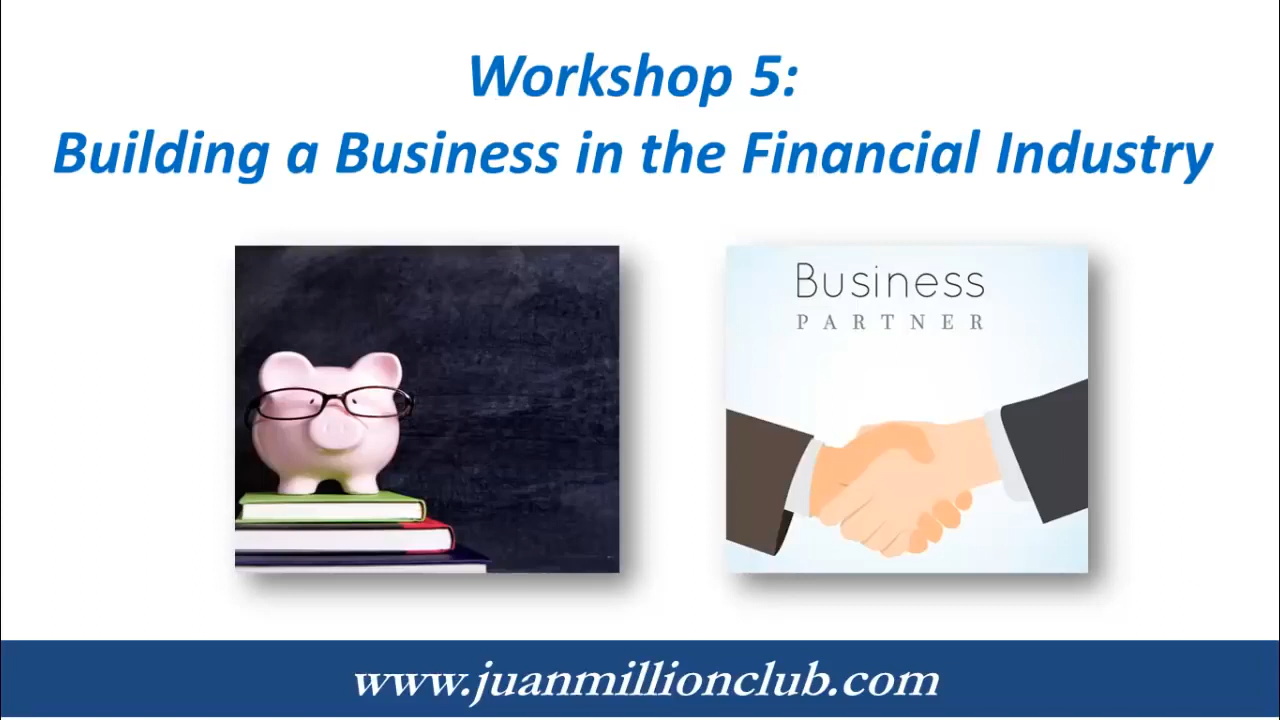 Workshop 5:
Building a Business in the Financial Industry
Business
PARTNER
www.juanmillionclub.com